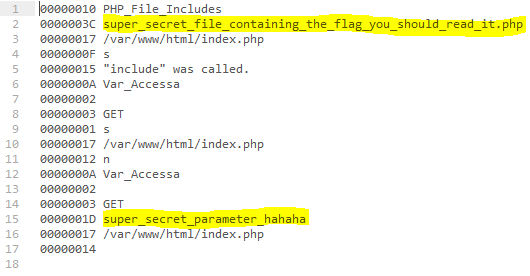 1 00000010 PHP_File_Includes
2 0000003C super_secret_file_containing_the_flag_you_should_read_it.php
3 00000017 /var/www/html/index.php
4 0000000F s
5 00000015 "include" was called.
6 0000000A Var_Accessa
7 00000002
8 00000003 GET
9 00000001 s
10 00000017 /var/www/html/index.php
11 00000012 n
12 0000000A Var_Accessa
13 00000002
14 00000003 GET
15 0000001D super_secret_parameter_hahaha
16 00000017 /var/www/html/index.php
17 00000014
18